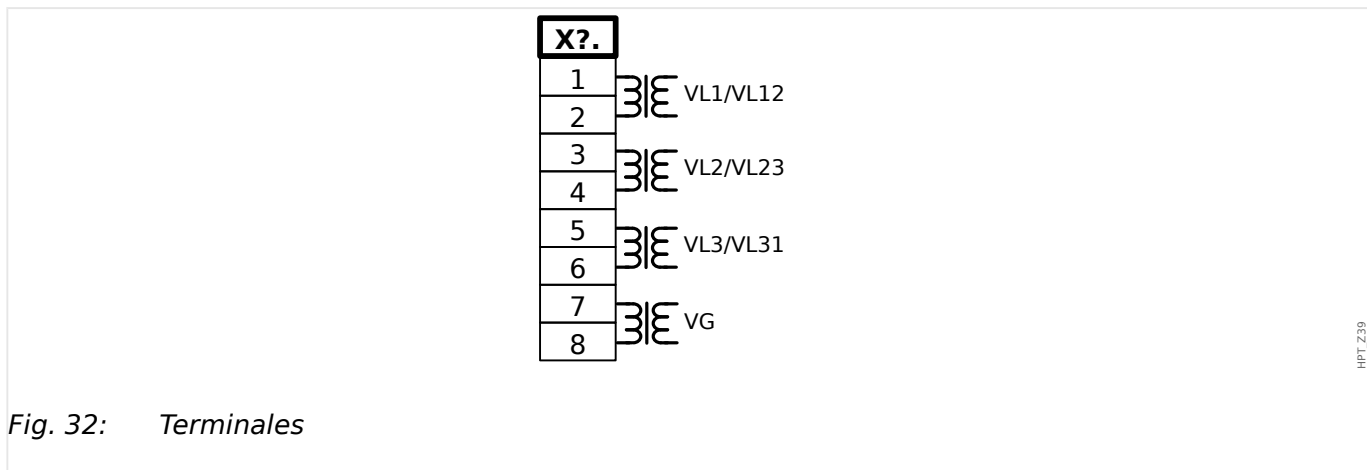 X?.
1
VL1/VL12
2
3
VL2/VL23
4
5
VL3/VL31
6
7
VG
8
HPT Z39
Fig. 32: Terminales